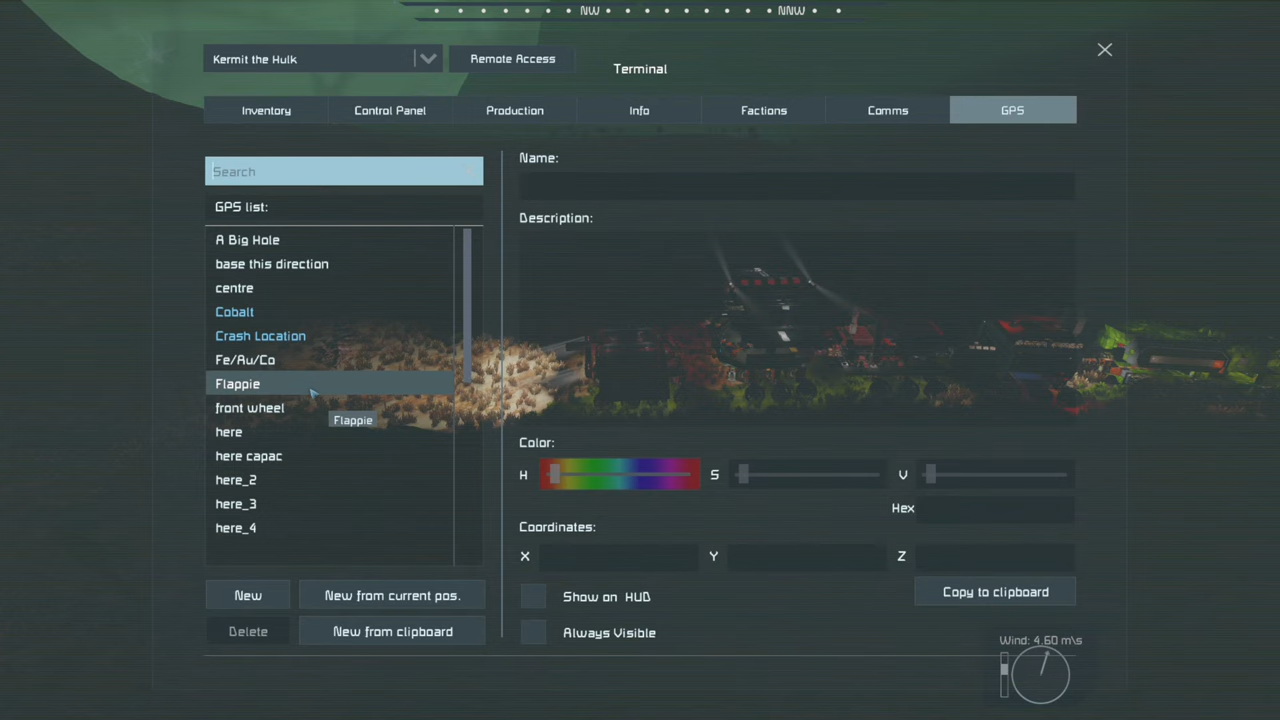 NW NNW
Kermit the Hulk
Remote Access
Terminal
Inventory
Control Panel
Production
Info
Factions
Comms
GPS
Search
GPS list:
A Big Hole
base this direction
centre
Cobalt
Crash Location
Fe/Au/Co
Flappie
front wheel
Flappie
here
here capac
here_2
here_3
here_4
New
New from current pos.
Delete
New from clipboard
Name:
Description:
Color:
H
S
V
Hex
Coordinates:
X
Y
Z
Show on HUD
Copy to clipboard
Always Visible
Wind: 4.60 m\s